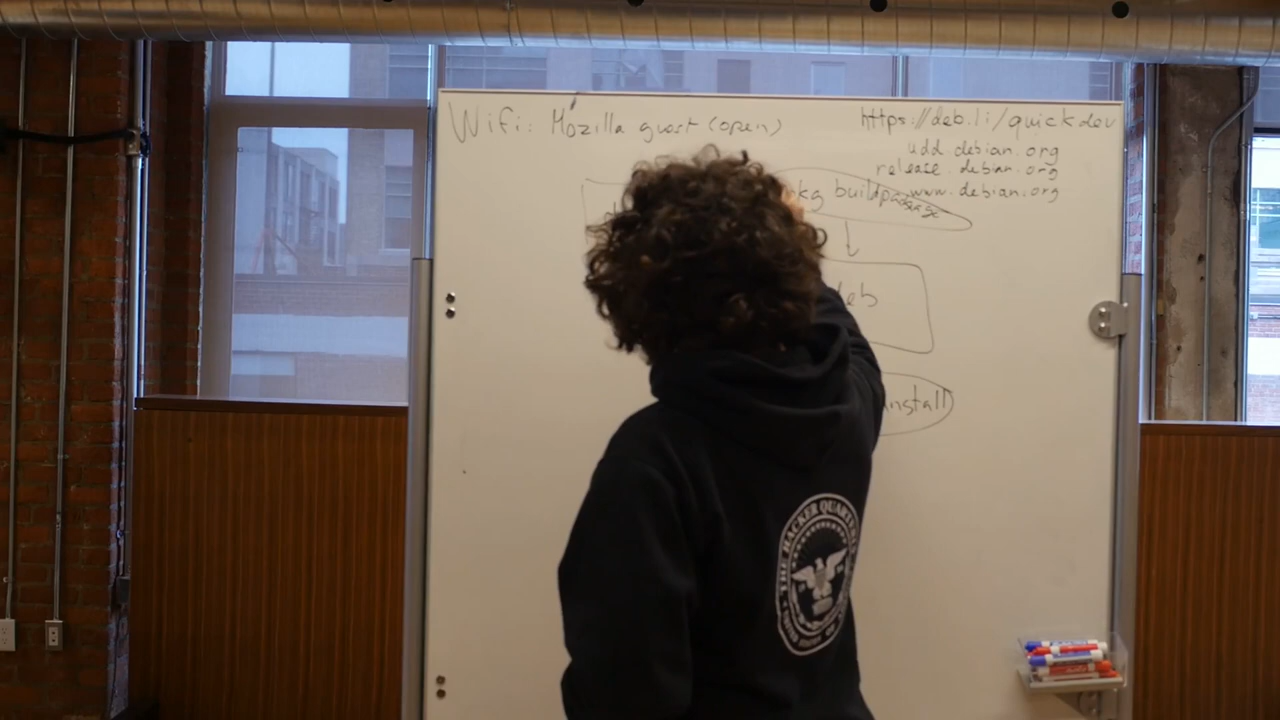 Wifi: Mozilla guest (open)
https://deb.li/quickdev
udd.debian.org
release.debian.org
www.debian.org
kg buildpackage
deb
install
THE HACKER QUARTERLY